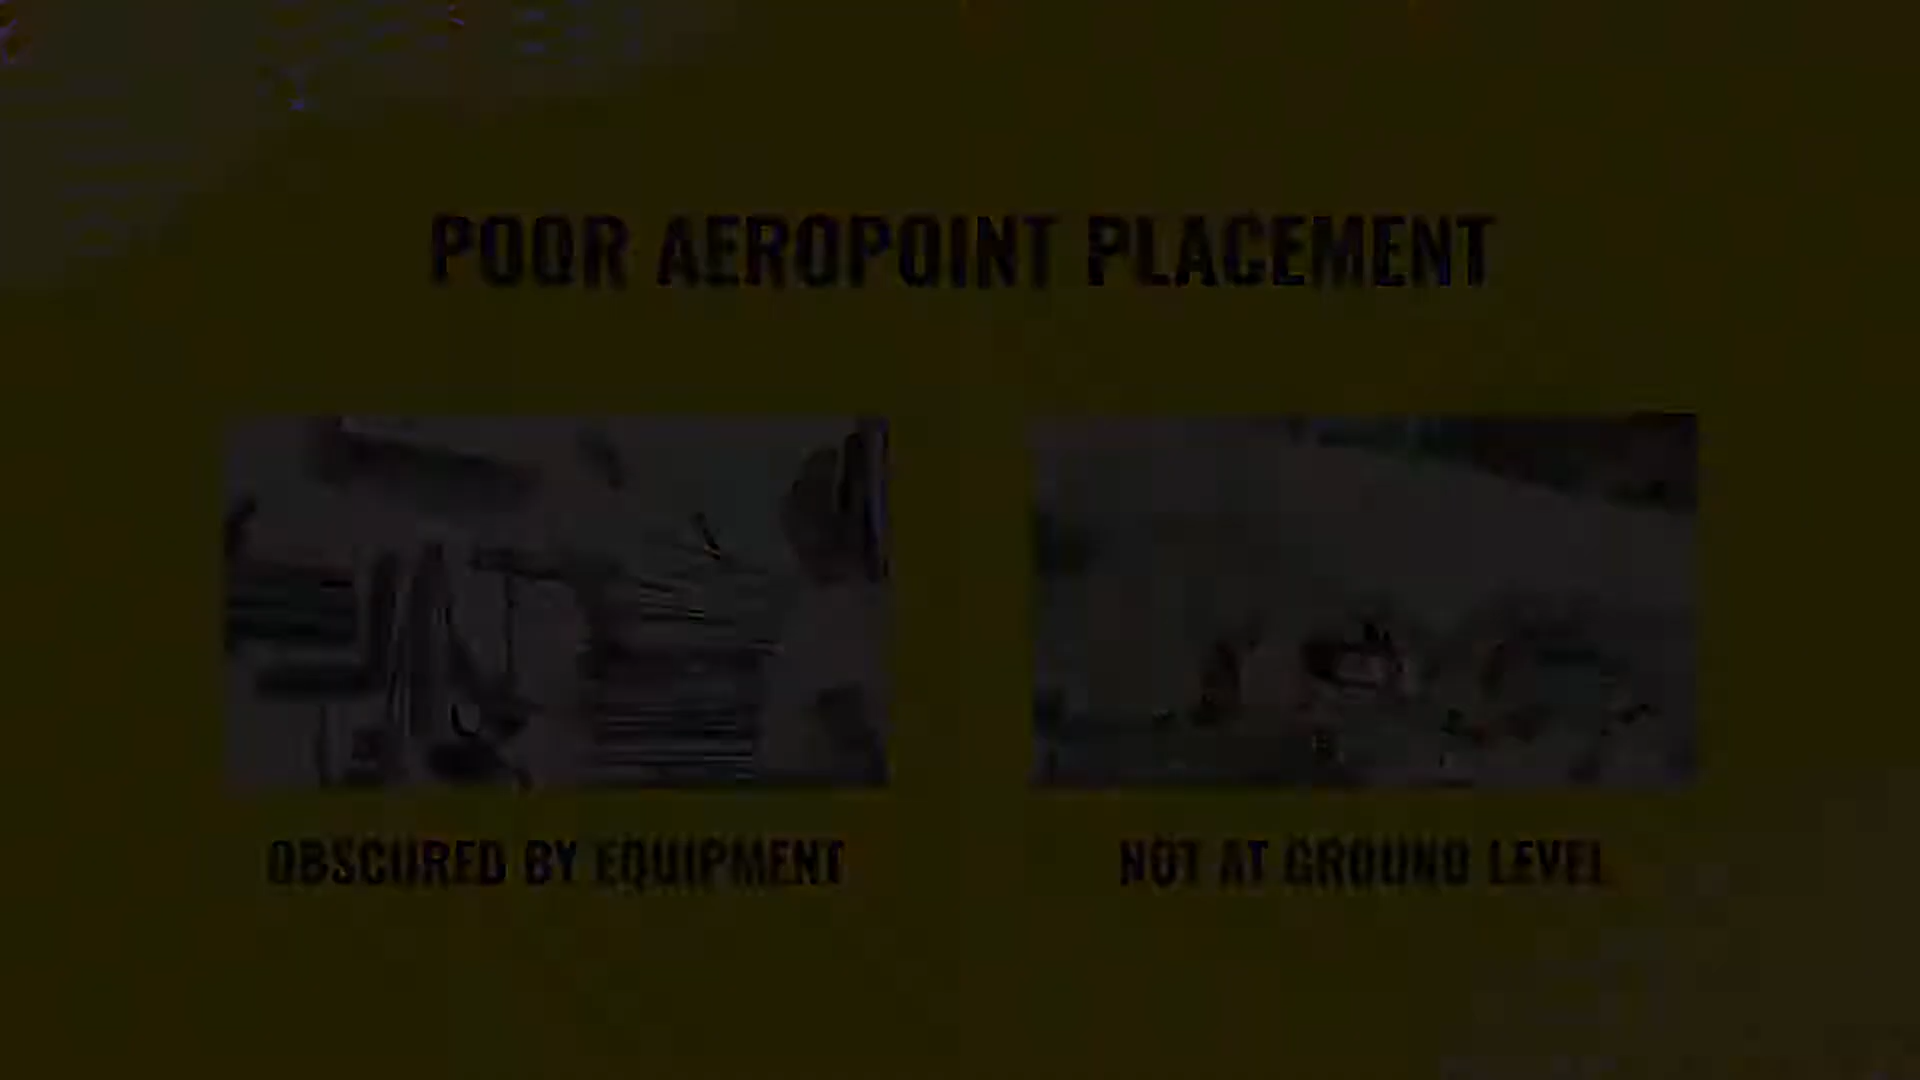 POOR AEROPOINT PLACEMENT
OBSCURED BY EQUIPMENT
NOT AT GROUND LEVEL